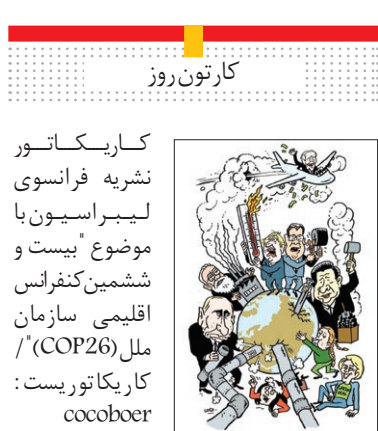 کارتون‌روز
کاریکاتور
نشریه فرانسوی
لیبراسیون با
موضوع "بیست و
ششمین کنفرانس
اقلیمی سازمان
ملل (COP26)"/
کاریکاتوریست:
cocoboer